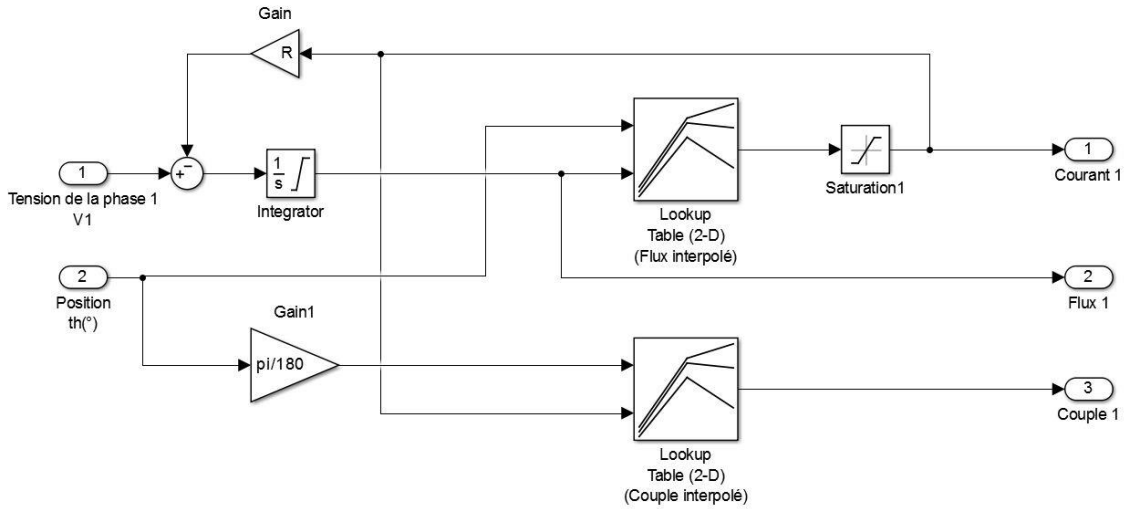 Gain
R
1
Tension de la phase 1
V1
+
−
1
s
Integrator
Lookup
Table (2-D)
(Flux interpolé)
Saturation1
1
Courant 1
2
Position
th(°)
2
Flux 1
Gain1
pi/180
Lookup
Table (2-D)
(Couple interpolé)
3
Couple 1